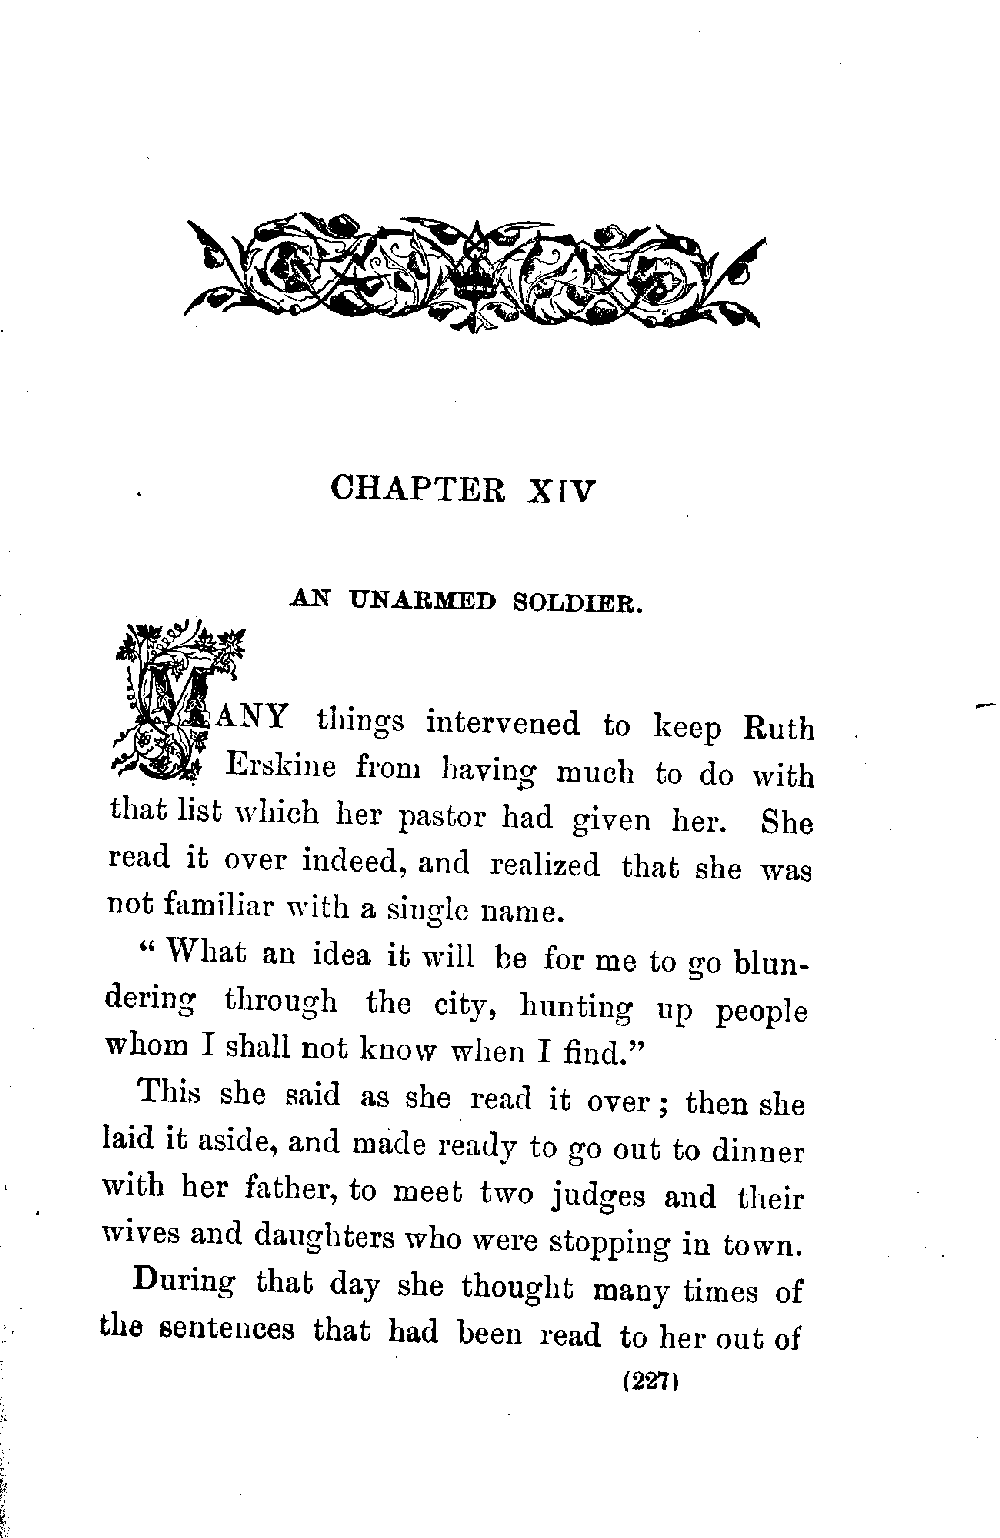 CHAPTER XIV
AN UNARMED SOLDIER.
MANY things intervened to keep Ruth
Erskine from having much to do with
that list which her pastor had given her. She
read it over indeed, and realized that she was
not familiar with a single name.
“ What an idea it will be for me to go blun-
dering through the city, hunting up people
whom I shall not know when I find.”
This she said as she read it over ; then she
laid it aside, and made ready to go out to dinner
with her father, to meet two judges and their
wives and daughters who were stopping in town.
During that day she thought many times of
the sentences that had been read to her out of
(227)